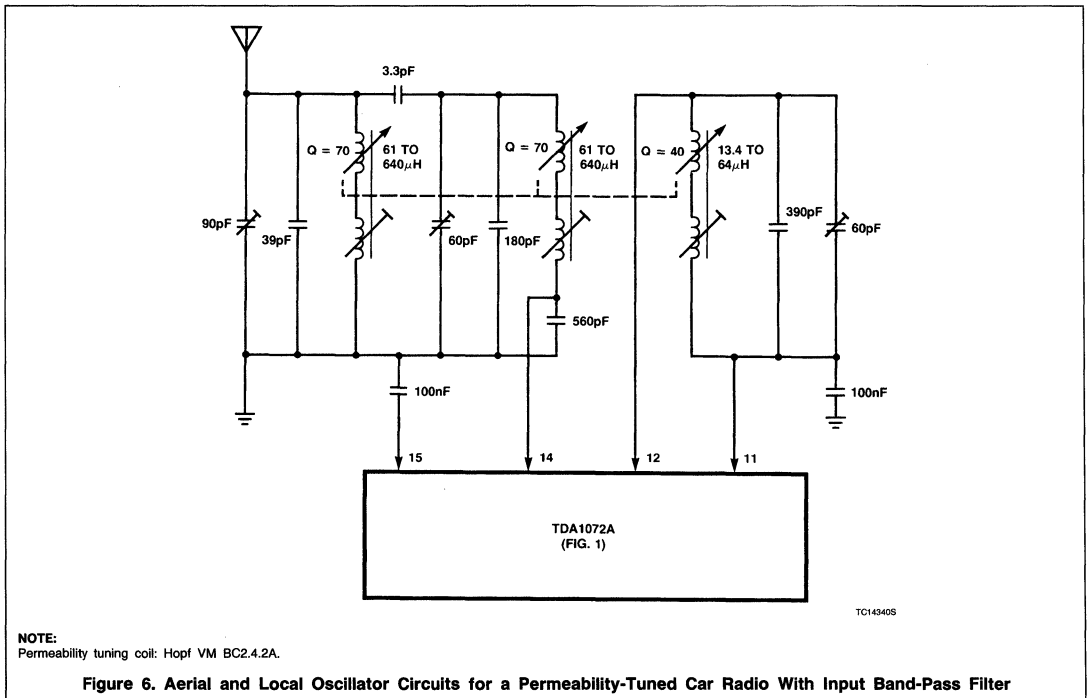 3.3pF
Q = 70
61 TO
640µH
Q = 70
61 TO
640µH
Q = 40
13.4 TO
64µH
90pF
39pF
60pF
180pF
390pF
60pF
560pF
100nF
100nF
15
14
12
11
TDA1072A
(FIG. 1)
TC14340S
NOTE:
Permeability tuning coil: Hopf VM BC2.4.2A.
Figure 6. Aerial and Local Oscillator Circuits for a Permeability-Tuned Car Radio With Input Band-Pass Filter